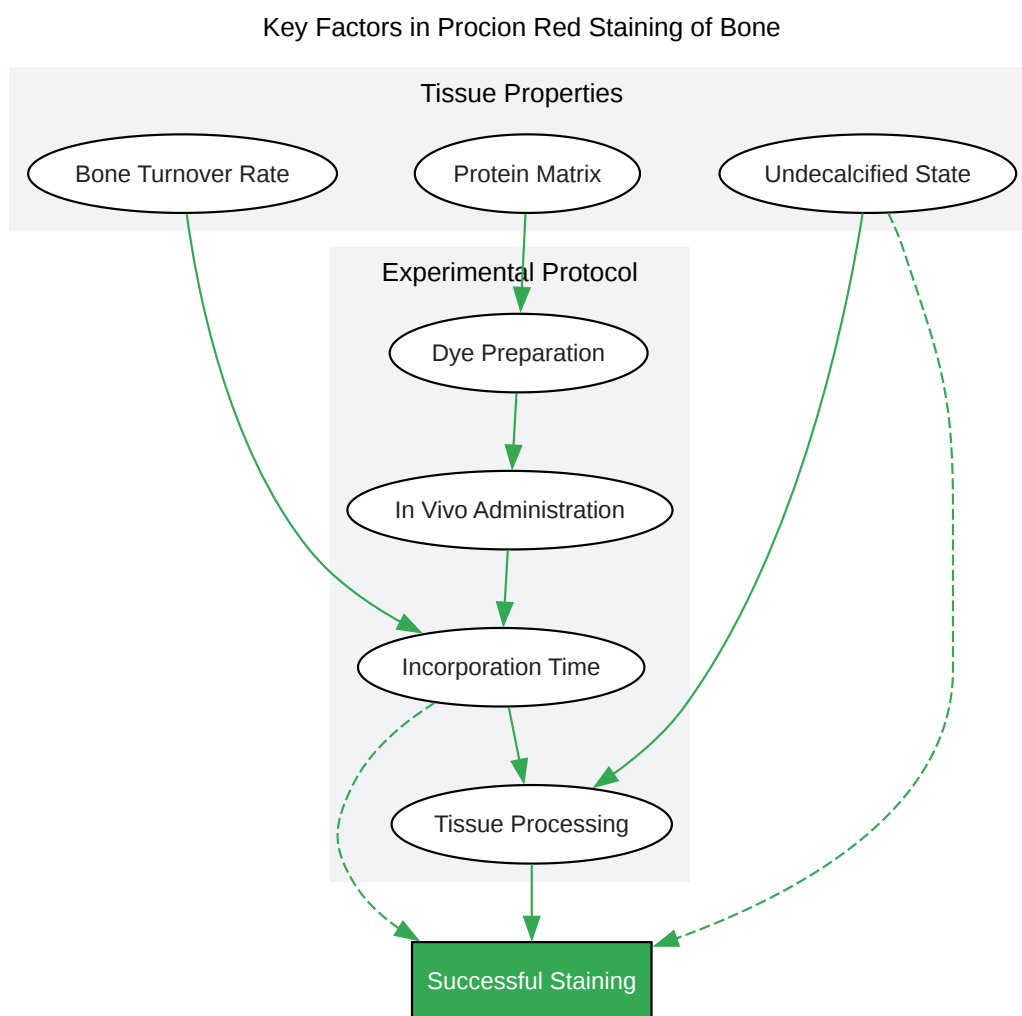 Key Factors in Procion Red Staining of Bone
Tissue Properties
Bone Turnover Rate
Protein Matrix
Undecalcified State
Experimental Protocol
Dye Preparation
In Vivo Administration
Incorporation Time
Tissue Processing
Successful Staining